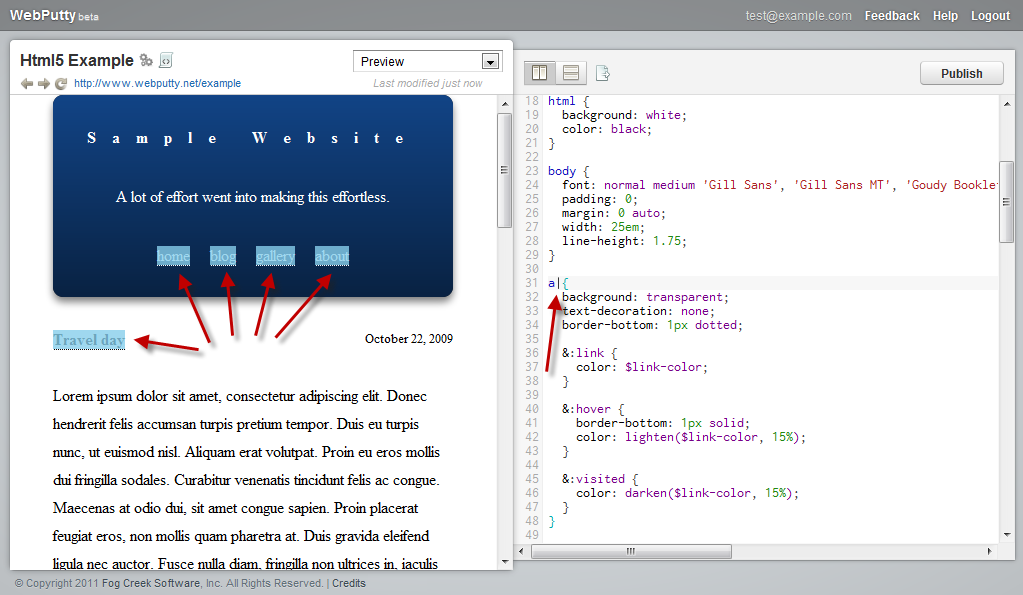 WebPutty beta
test@example.com Feedback Help Logout
Html5 Example
Preview
http://www.webputty.net/example
Last modified just now
Sample Website
A lot of effort went into making this effortless.
home blog gallery about
Travel day
October 22, 2009
Lorem ipsum dolor sit amet, consectetur adipiscing elit. Donec
hendrerit felis accumsan turpis pretium tempor. Duis eu turpis
nunc, ut euismod nisl. Aliquam erat volutpat. Proin eu eros mollis
dui fringilla sodales. Curabitur venenatis tincidunt felis ac congue.
Maecenas at odio dui, sit amet congue sapien. Proin placerat
feugiat eros, non mollis quam pharetra at. Duis gravida eleifend
ligula nec auctor. Fusce nulla diam, fringilla non ultrices in, iaculis
Publish
18 html {
19 background: white;
20 color: black;
21 }
22
23 body {
24 font: normal medium 'Gill Sans', 'Gill Sans MT', 'Goudy Bookle
25 padding: 0;
26 margin: 0 auto;
27 width: 25em;
28 line-height: 1.75;
29 }
30
31 a {
32 background: transparent;
33 text-decoration: none;
34 border-bottom: 1px dotted;
35
36 &:link {
37 color: $link-color;
38 }
39
40 &:hover {
41 border-bottom: 1px solid;
42 color: lighten($link-color, 15%);
43 }
44
45 &:visited {
46 color: darken($link-color, 15%);
47 }
48 }
49
© Copyright 2011 Fog Creek Software, Inc. All Rights Reserved. | Credits